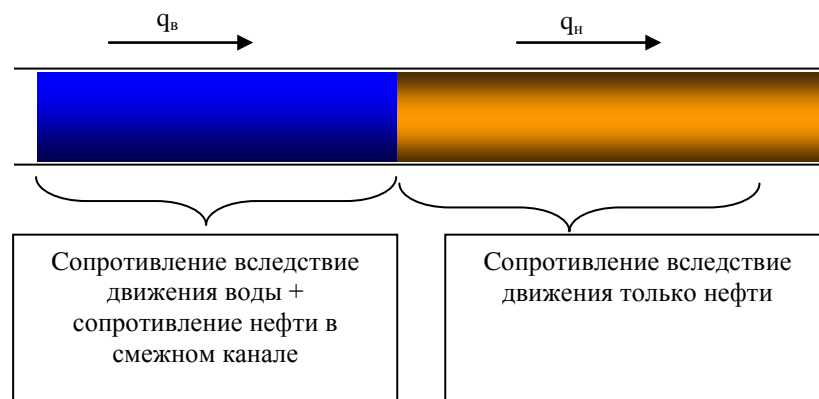 qв
qн
Сопротивление вследствие
движения воды +
сопротивление нефти в
смежном канале
Сопротивление вследствие
движения только нефти